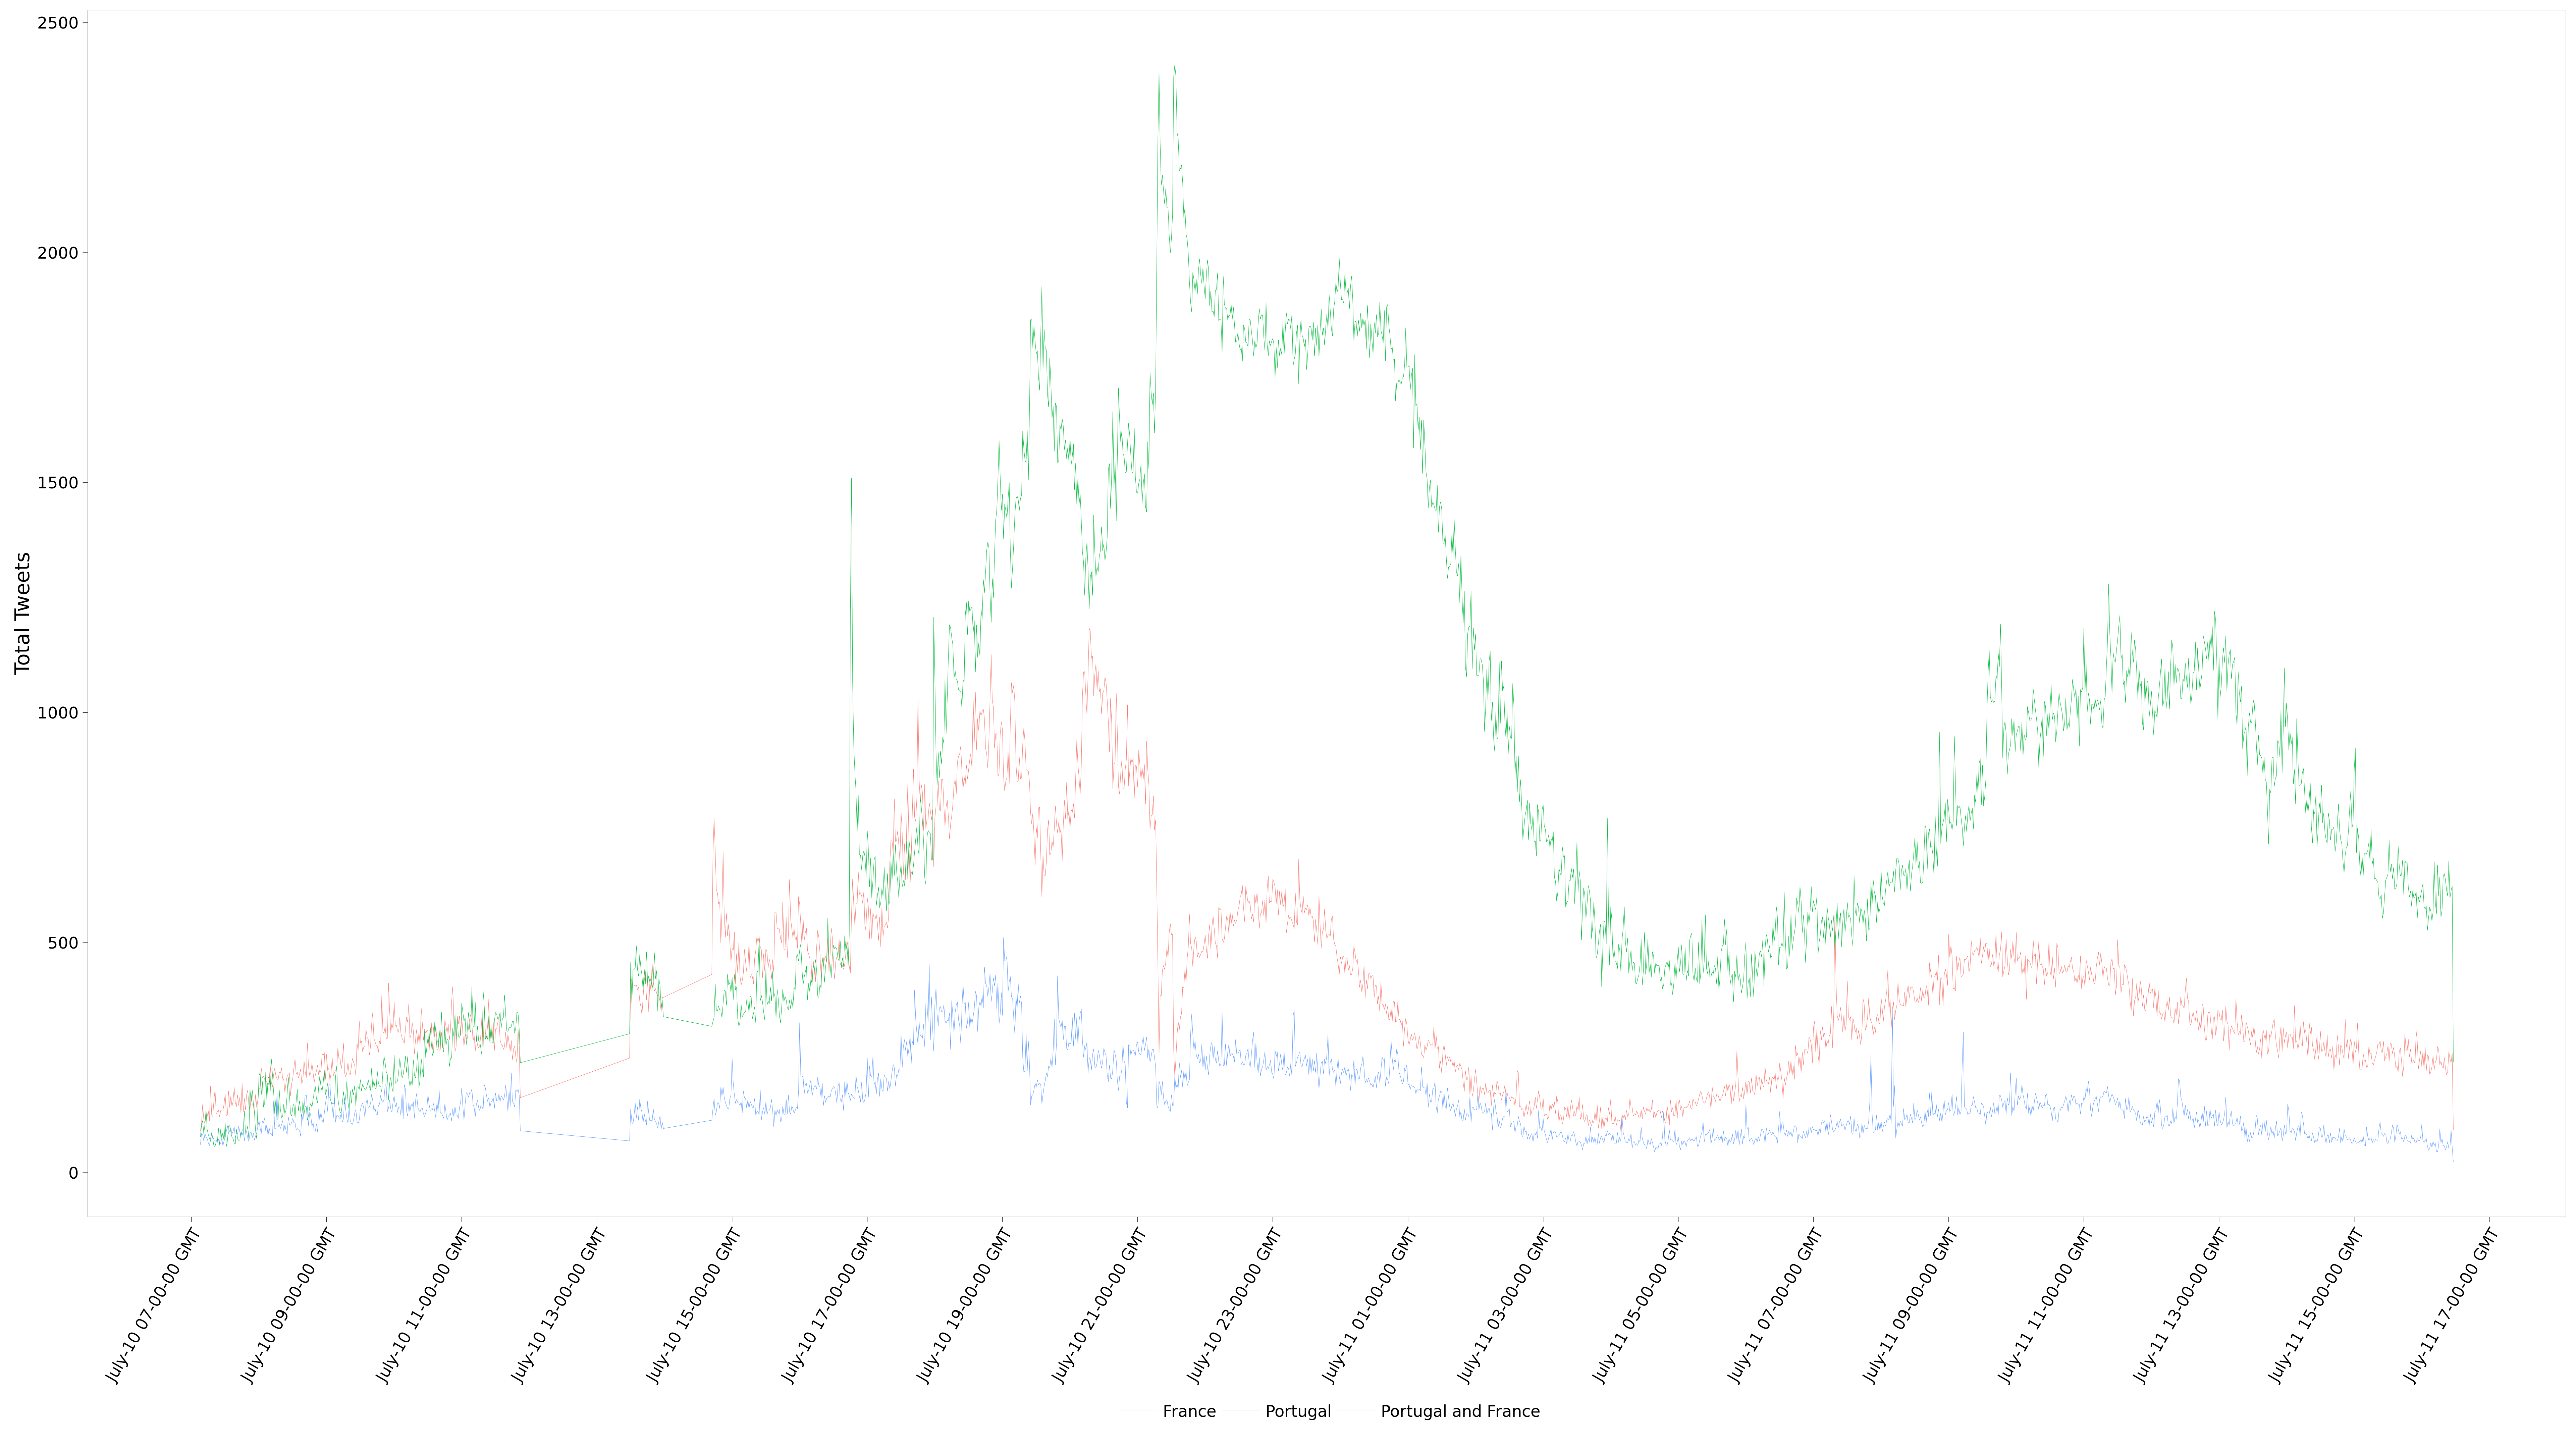 2500
2000
1500
1000
500
0
Total Tweets
July-10 07-00-00 GMT
July-10 09-00-00 GMT
July-10 11-00-00 GMT
July-10 13-00-00 GMT
July-10 15-00-00 GMT
July-10 17-00-00 GMT
July-10 19-00-00 GMT
July-10 21-00-00 GMT
July-10 23-00-00 GMT
July-11 01-00-00 GMT
July-11 03-00-00 GMT
July-11 05-00-00 GMT
July-11 07-00-00 GMT
July-11 09-00-00 GMT
July-11 11-00-00 GMT
July-11 13-00-00 GMT
July-11 15-00-00 GMT
July-11 17-00-00 GMT
France Portugal Portugal and France